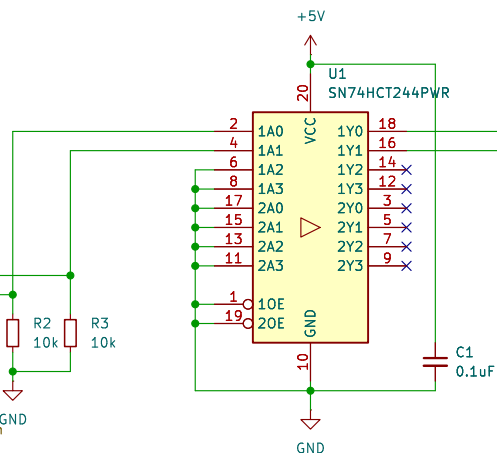 +5V
U1
SN74HCT244PWR
20
VCC
2 1A0 1Y0 18
4 1A1 1Y1 16
6 1A2 1Y2 14
8 1A3 1Y3 12
17 2A0 2Y0 3
15 2A1 2Y1 5
13 2A2 2Y2 7
11 2A3 2Y3 9
1 1OE
19 2OE
GND
10
R2
10k
R3
10k
C1
0.1uF
GND
GND